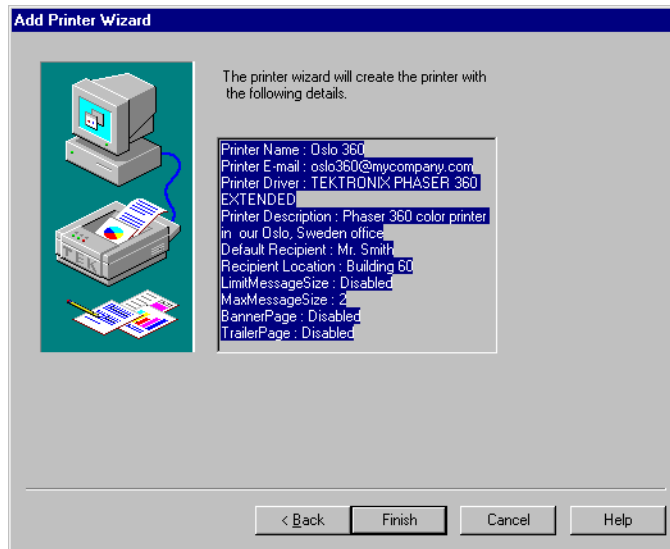 Add Printer Wizard
The printer wizard will create the printer with
the following details.
Printer Name : Oslo 360
Printer E-mail : oslo360@mycompany.com
Printer Driver : TEKTRONIX PHASER 360
EXTENDED
Printer Description : Phaser 360 color printer
in our Oslo, Sweden office
Default Recipient : Mr. Smith
Recipient Location : Building 60
LimitMessageSize : Disabled
MaxMessageSize : 2
BannerPage : Disabled
TrailerPage : Disabled
TEK
< Back
Finish
Cancel
Help